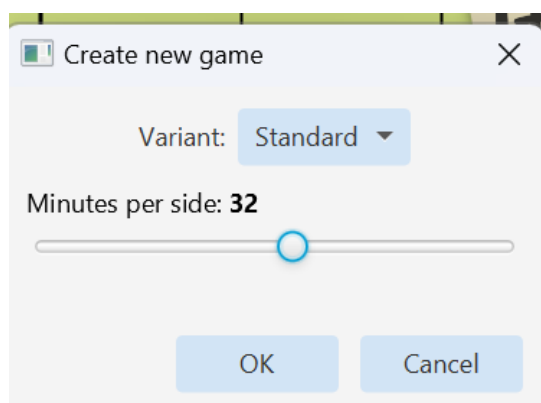 Create new game
Variant: Standard
Minutes per side: 32
OK Cancel